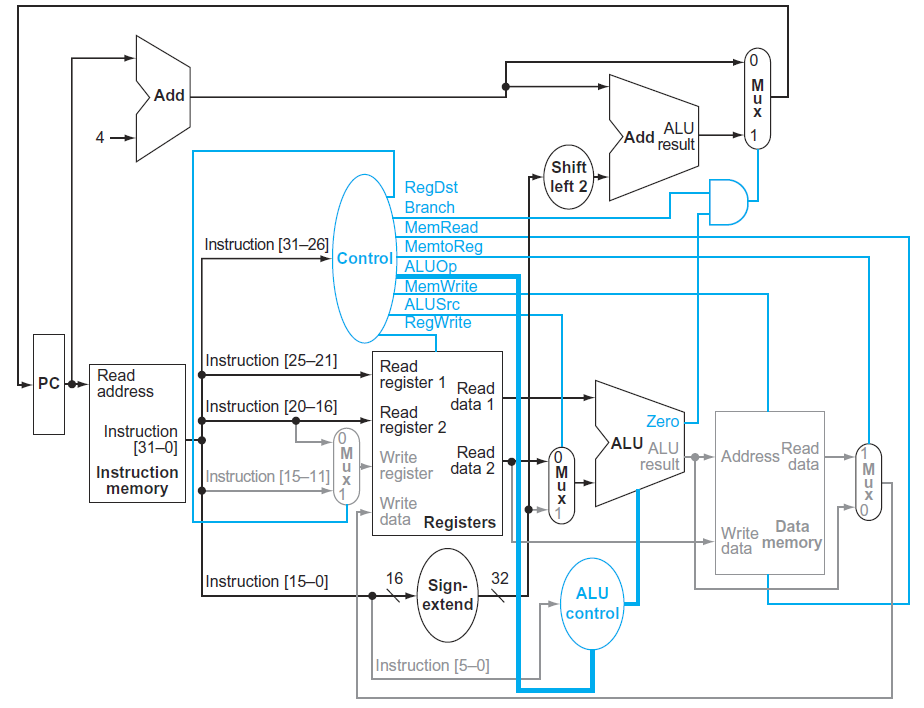 0
M
u
x
1
Add
4
Add
ALU
result
Shift
left 2
RegDst
Branch
MemRead
MemtoReg
ALUOp
MemWrite
ALUSrc
RegWrite
Control
Instruction [31–26]
PC
Read
address
Instruction
[31–0]
Instruction
memory
Instruction [25–21]
Instruction [20–16]
Instruction [15–11]
0
M
u
x
1
Read
register 1
Read
register 2
Write
register
Write
data
Read
data 1
Read
data 2
Registers
0
M
u
x
1
Zero
ALU
ALU
result
Address
Read
data
Write
data
Data
memory
1
M
u
x
0
Instruction [15–0]
16
Sign-
extend
32
ALU
control
Instruction [5–0]